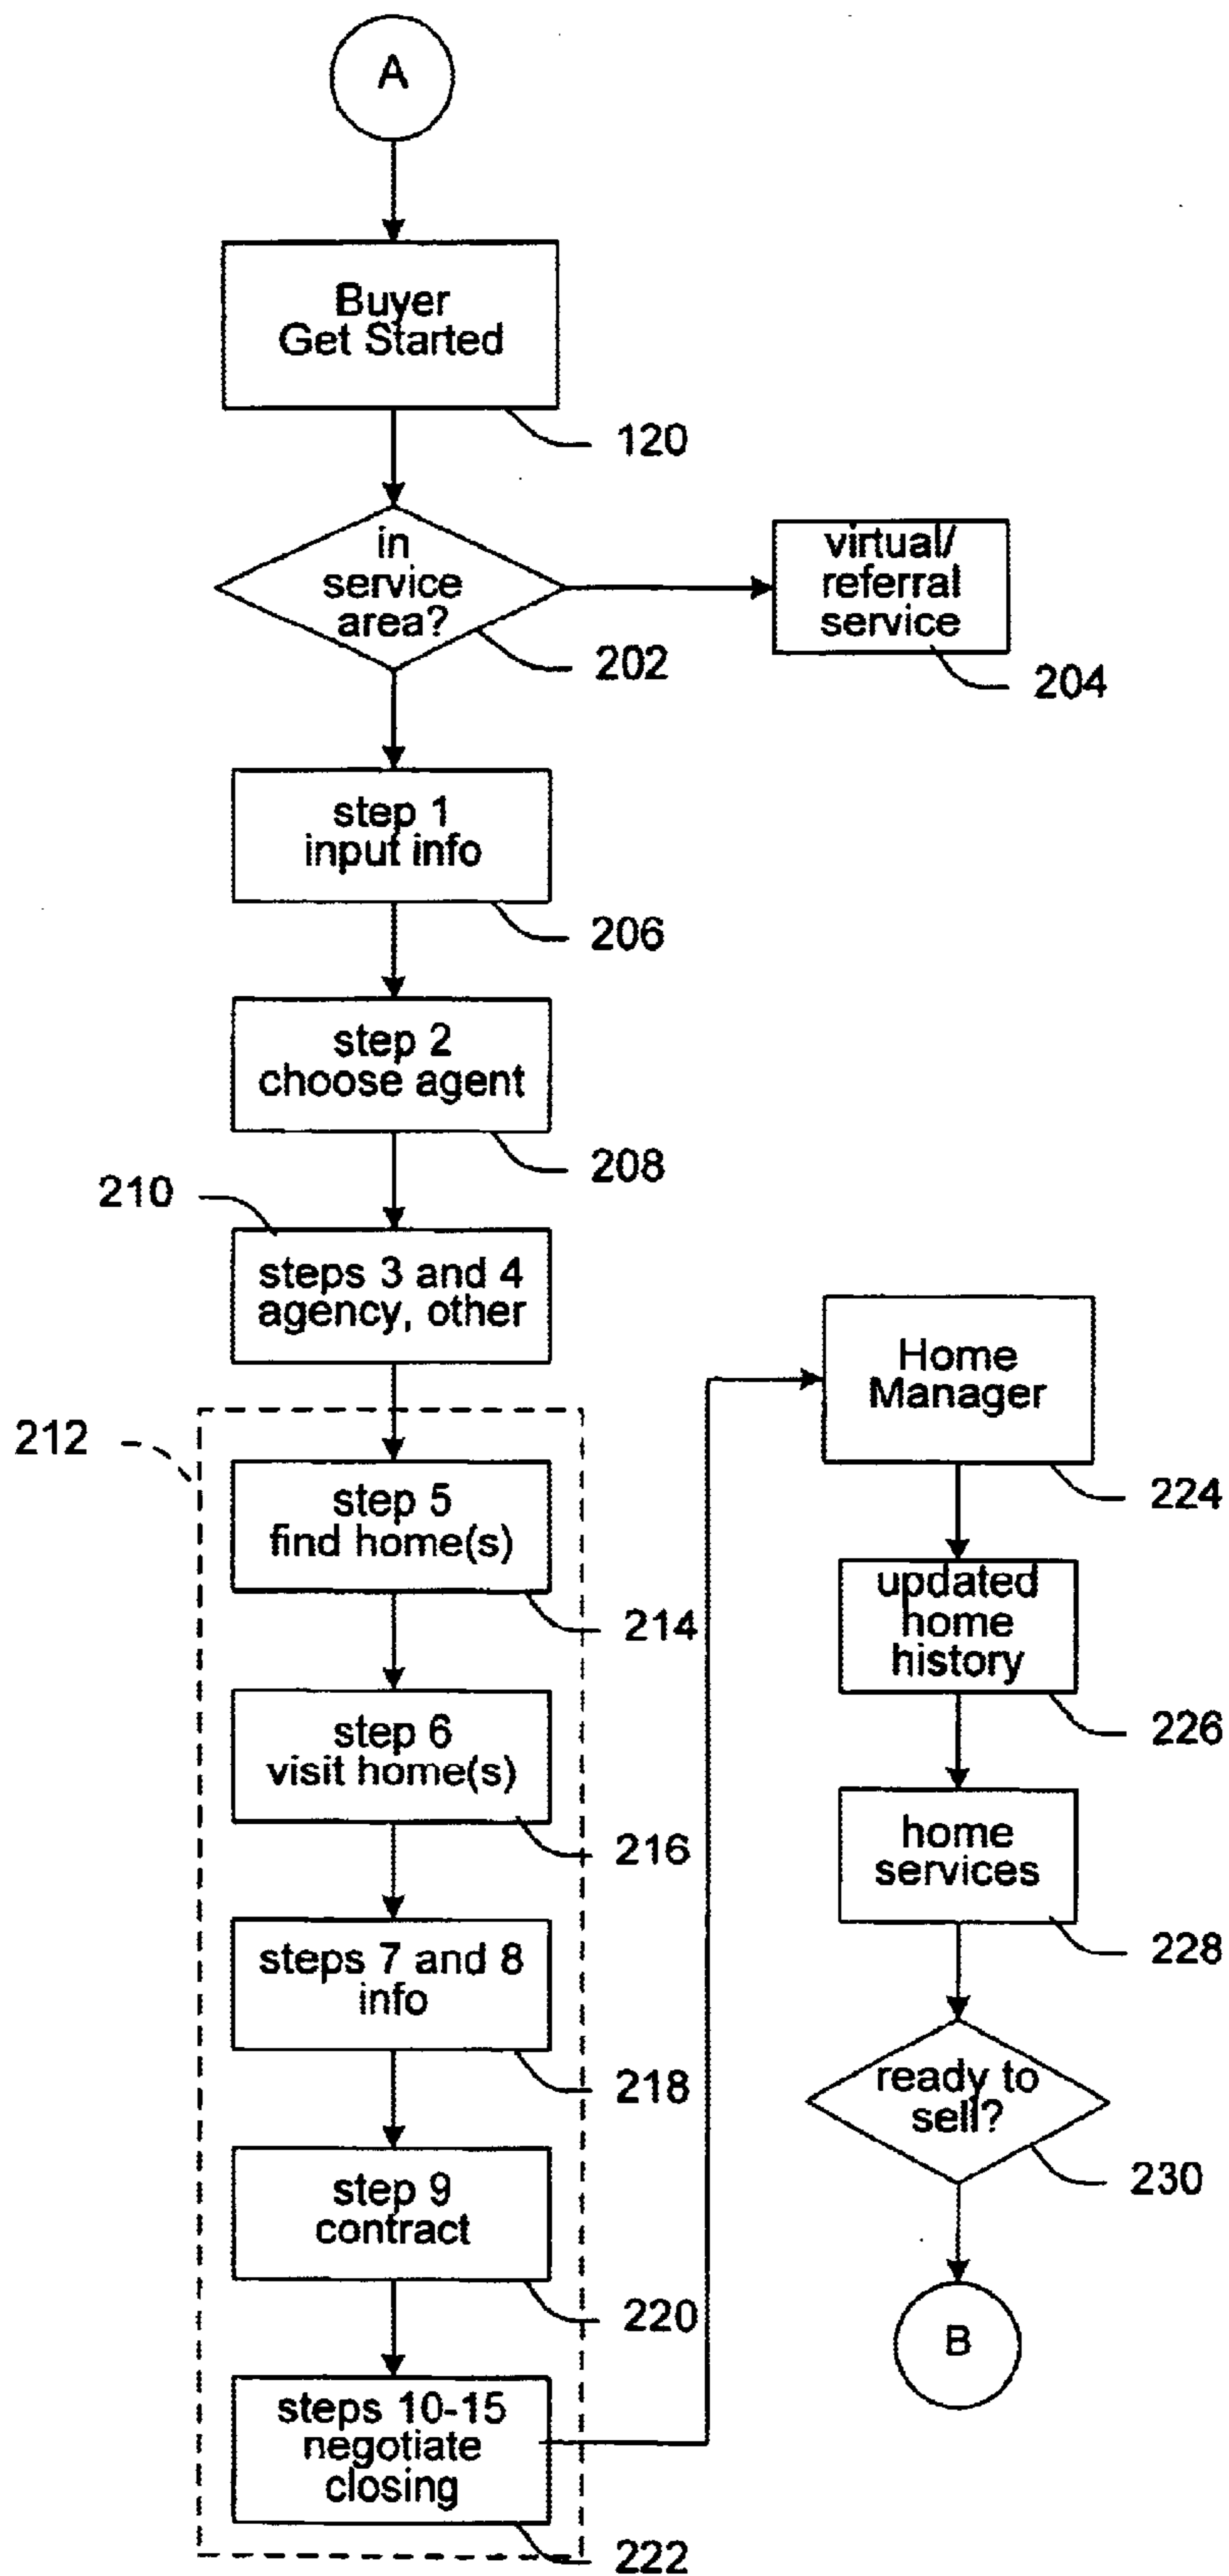 A
Buyer
Get Started
120
in
service
area?
202
virtual/
referral
service
204
step 1
input info
206
step 2
choose agent
208
210
steps 3 and 4
agency, other
212
step 5
find home(s)
214
step 6
visit home(s)
216
steps 7 and 8
info
218
step 9
contract
220
steps 10-15
negotiate
closing
222
Home
Manager
224
updated
home
history
226
home
services
228
ready to
sell?
230
B